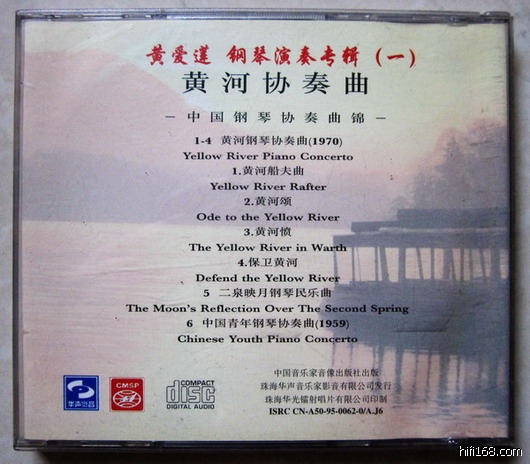 黄爱莲 钢琴演奏专辑（一）
黄河协奏曲
－中国钢琴协奏曲锦－
1-4 黄河钢琴协奏曲(1970)
Yellow River Piano Concerto
1.黄河船夫曲
Yellow River Rafter
2.黄河颂
Ode to the Yellow River
3.黄河愤
The Yellow River in Warth
4.保卫黄河
Defend the Yellow River
5 二泉映月钢琴民乐曲
The Moon's Reflection Over The Second Spring
6 中国青年钢琴协奏曲(1959)
Chinese Youth Piano Concerto
中国音乐家音像出版社出版
珠海华声音乐家影音有限公司发行
珠海华光镭射唱片有限公司印制
ISRC CN-A50-95-0062-0/A.J6
CMSP
COMPACT
disc
DIGITAL AUDIO
hifi168.com